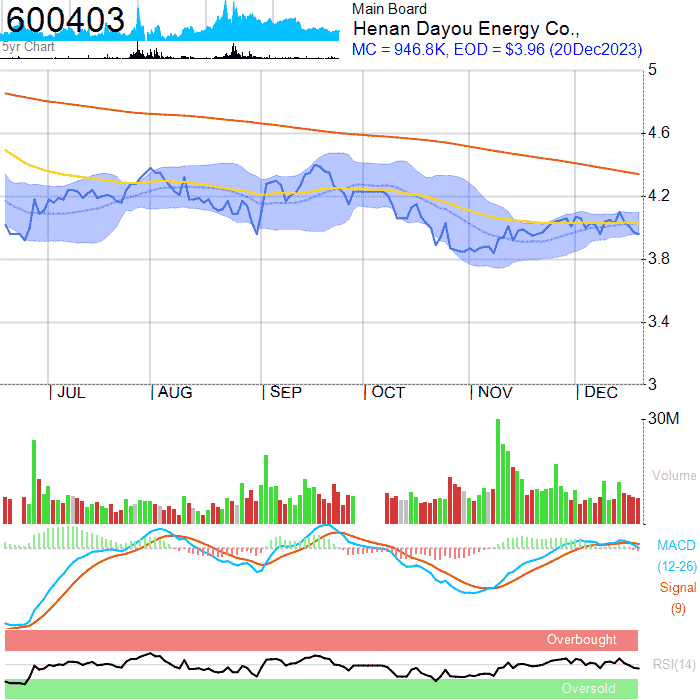 600403
5yr Chart
Main Board
Henan Dayou Energy Co.,
MC = 946.8K, EOD = $3.96 (20Dec2023)
5
4.6
4.2
3.8
3.4
3
JUL AUG SEP OCT NOV DEC
30M
Volume
MACD
(12-26)
Signal
(9)
Overbought
RSI(14)
Oversold